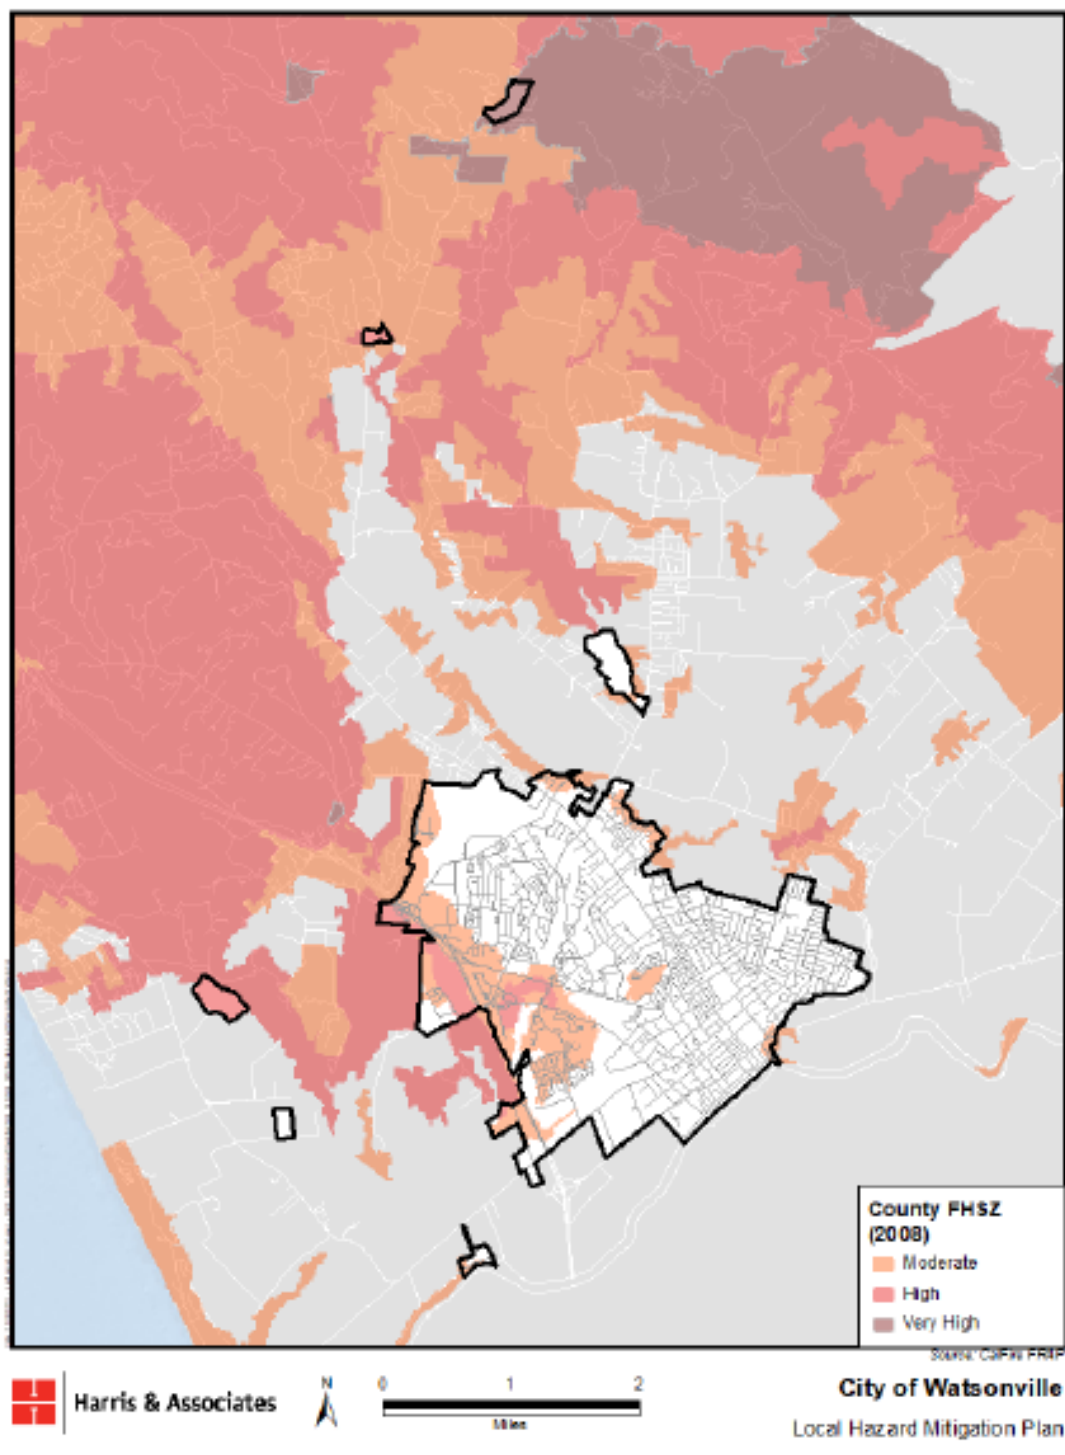 County FHSZ
(2008)
Moderate
High
Very High
Source: CalFire FRAP
Harris & Associates
N
0 1 2
Miles
City of Watsonville
Local Hazard Mitigation Plan